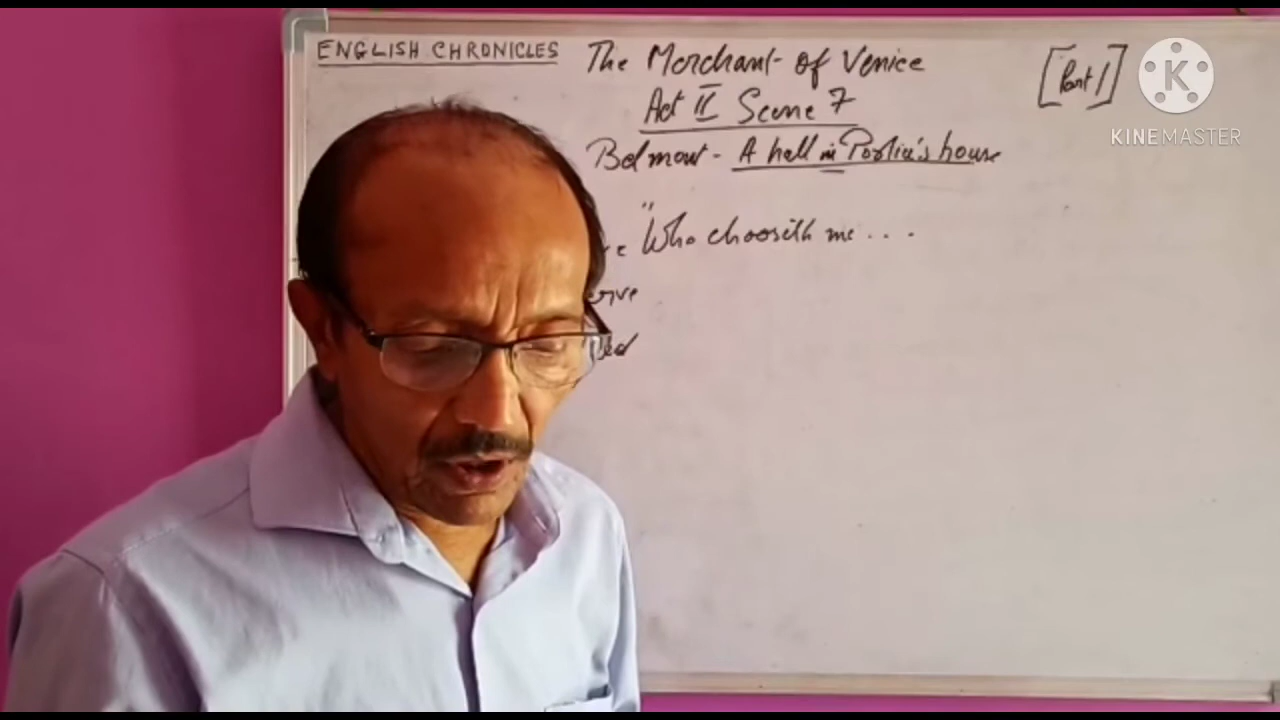 ENGLISH CHRONICLES
The Merchant of Venice
[Part 1]
Act II Scene 7
Belmont - A hall in Portia's house
"Who chooseth me ...
KINEMASTER